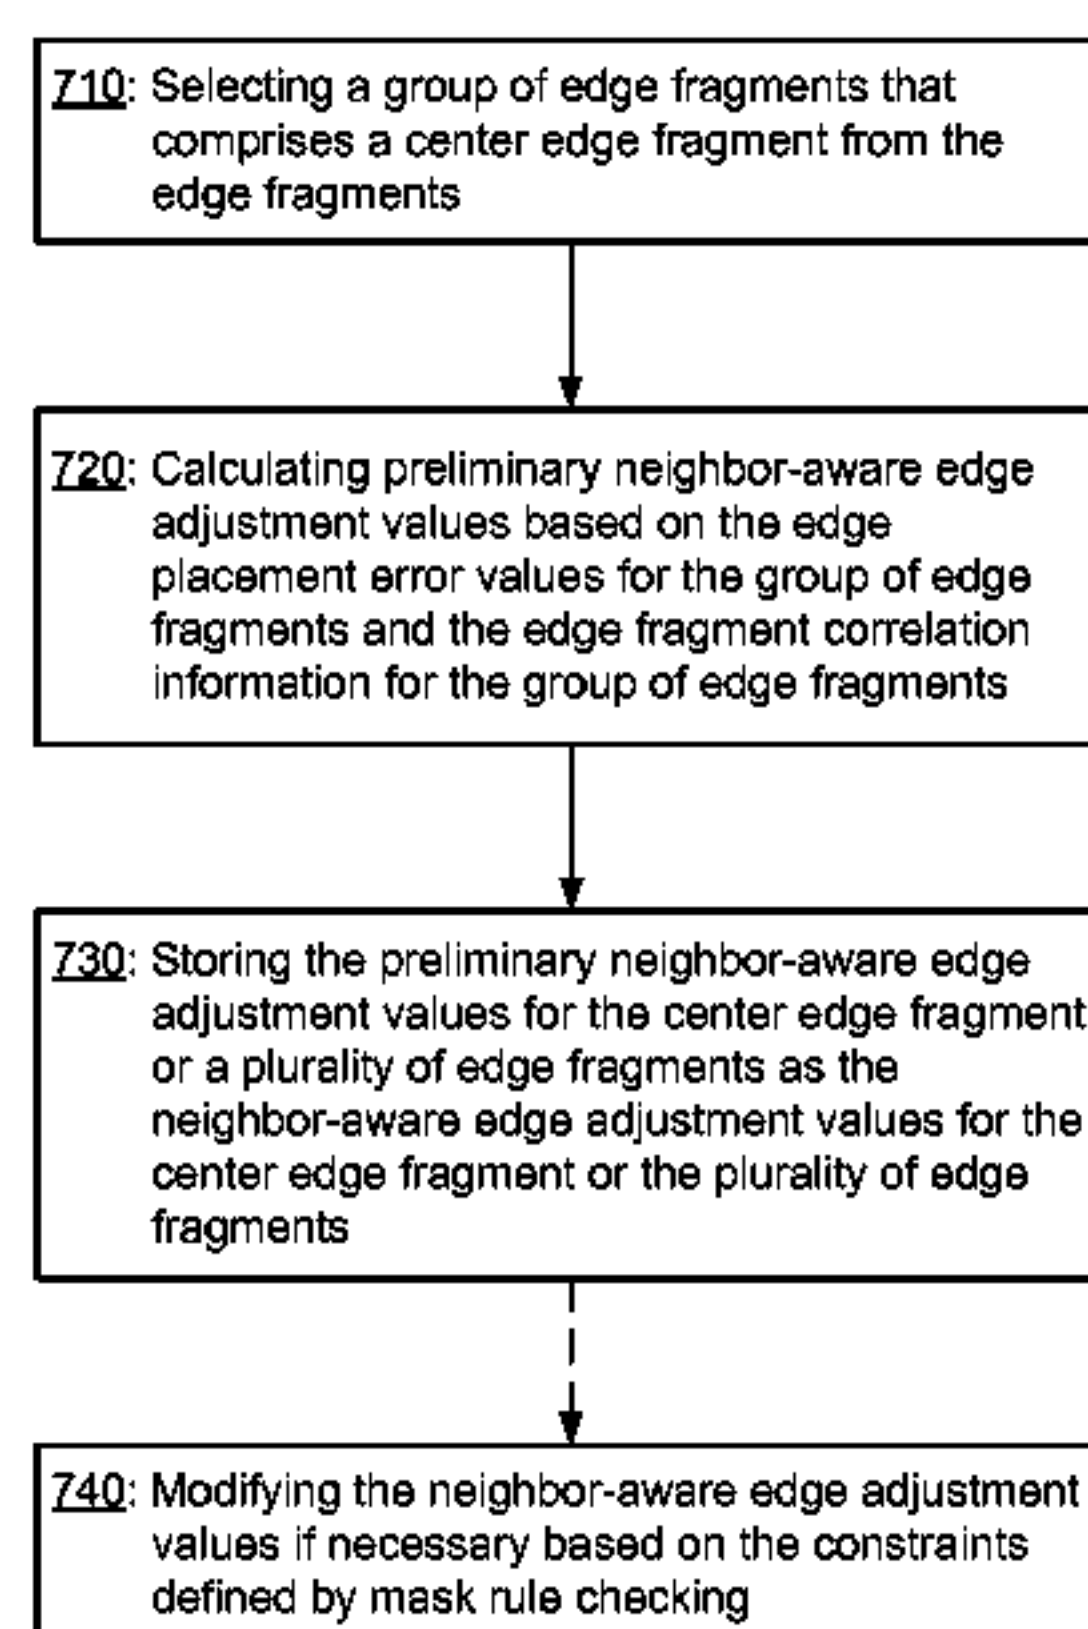 710: Selecting a group of edge fragments that
comprises a center edge fragment from the
edge fragments
720: Calculating preliminary neighbor-aware edge
adjustment values based on the edge
placement error values for the group of edge
fragments and the edge fragment correlation
information for the group of edge fragments
730: Storing the preliminary neighbor-aware edge
adjustment values for the center edge fragment
or a plurality of edge fragments as the
neighbor-aware edge adjustment values for the
center edge fragment or the plurality of edge
fragments
740: Modifying the neighbor-aware edge adjustment
values if necessary based on the constraints
defined by mask rule checking